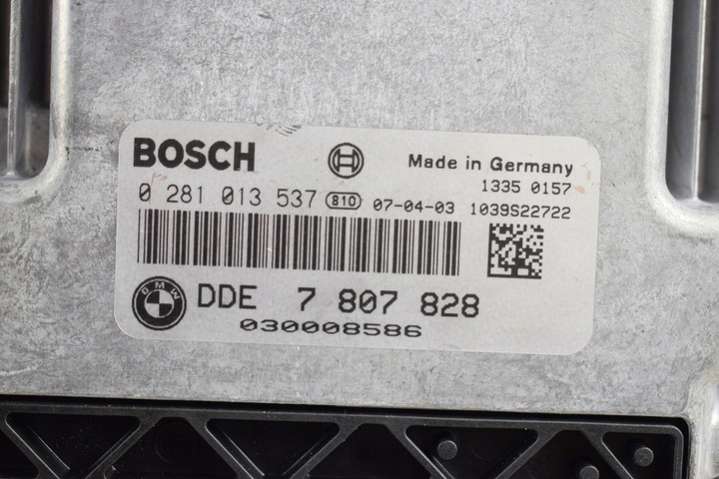 BOSCH
Made in Germany
1335 0157
0 281 013 537 810 07-04-03 1039S22722
BMW
DDE 7 807 828
030008586